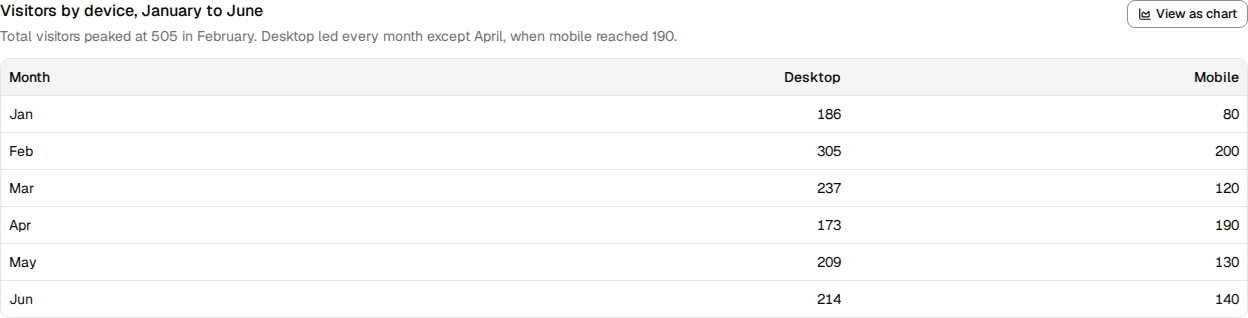 Visitors by device, January to June
View as chart
Total visitors peaked at 505 in February. Desktop led every month except April, when mobile reached 190.
Month Desktop Mobile
Jan 186 80
Feb 305 200
Mar 237 120
Apr 173 190
May 209 130
Jun 214 140